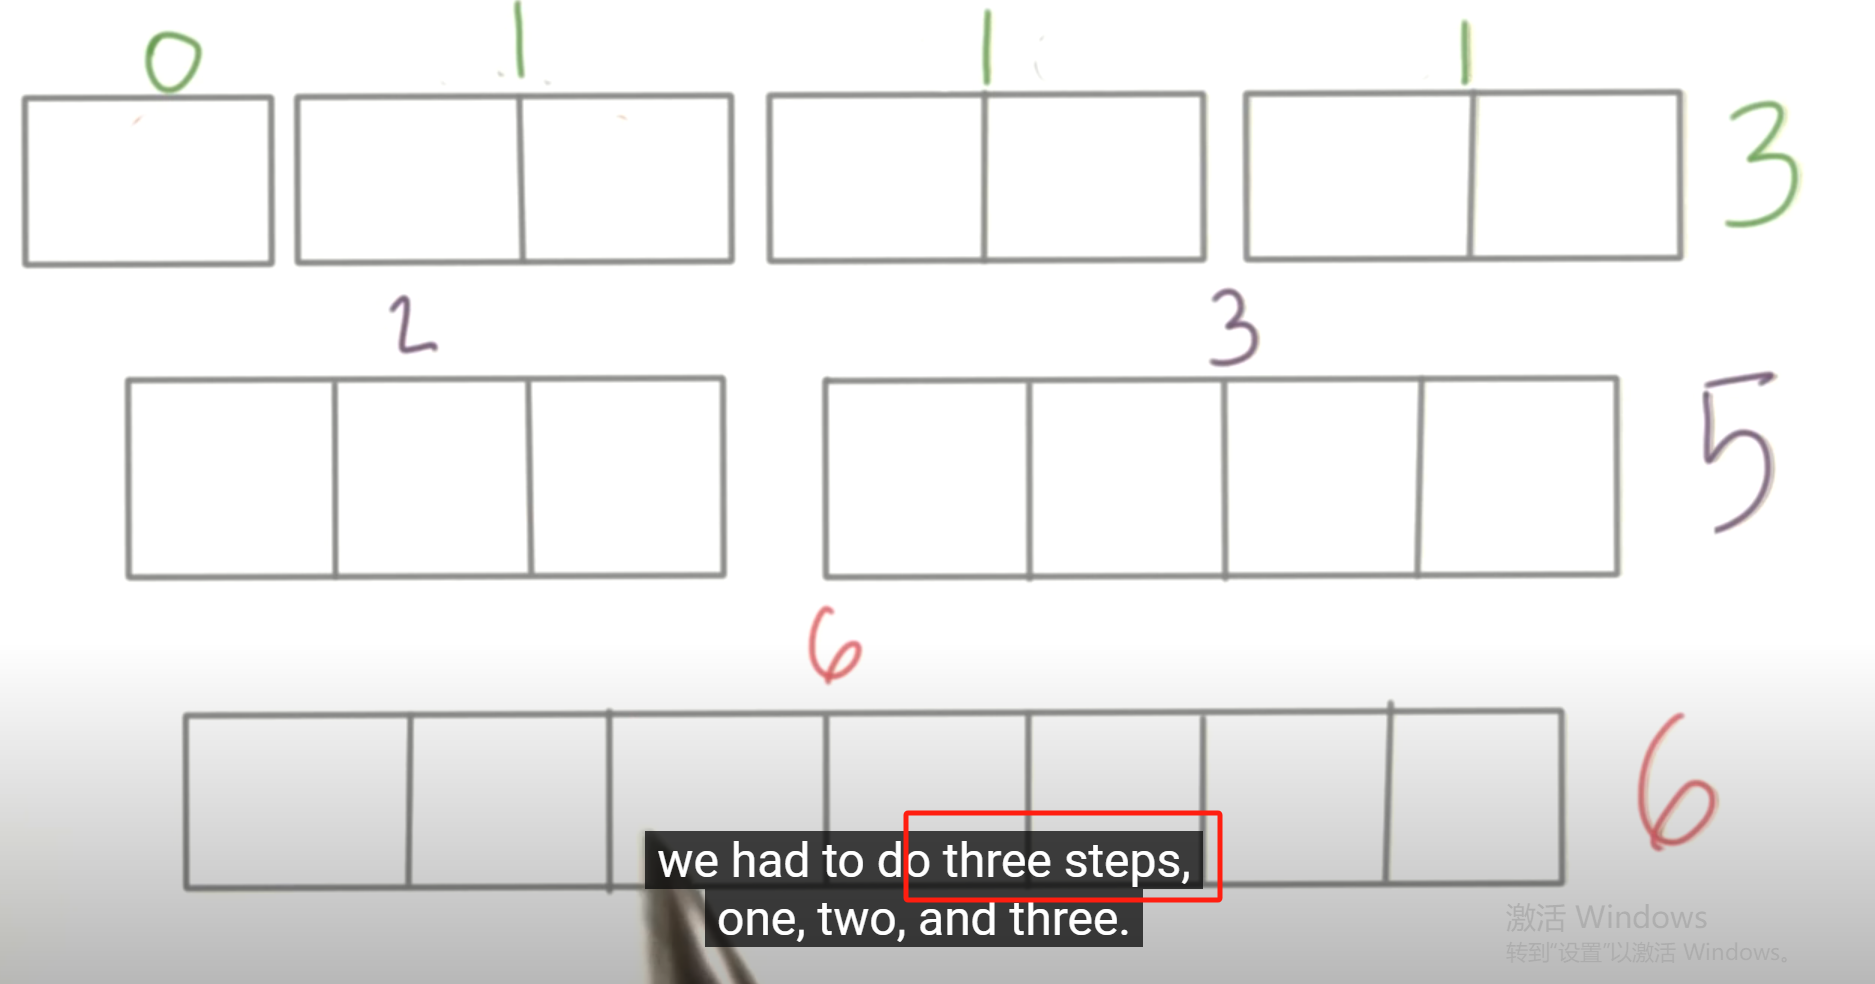 0 1 1 1
3
2 3
5
6
6
we had to do three steps,
one, two, and three.
激活 Windows
转到"设置"以激活 Windows。